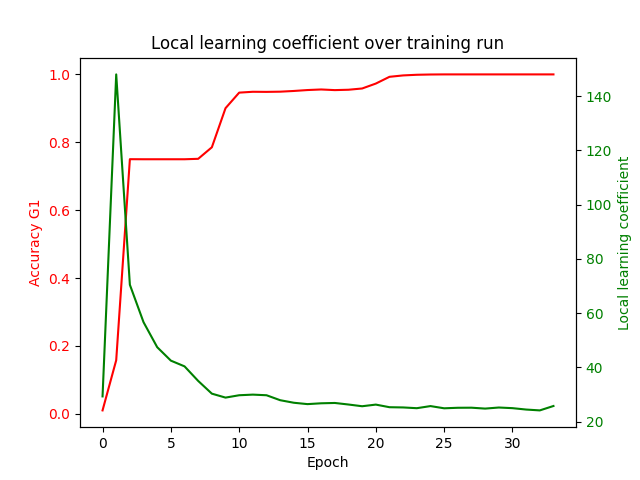 Local learning coefficient over training run
1.0
0.8
0.6
0.4
0.2
0.0
Accuracy G1
140
120
100
80
60
40
20
Local learning coefficient
0 5 10 15 20 25 30
Epoch